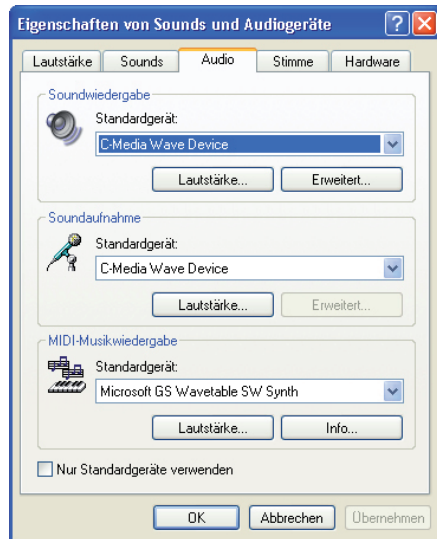 Eigenschaften von Sounds und Audiogeräte
Lautstärke Sounds Audio Stimme Hardware
Soundwiedergabe
Standardgerät:
C-Media Wave Device
Lautstärke... Erweitert...
Soundaufnahme
Standardgerät:
C-Media Wave Device
Lautstärke... Erweitert...
MIDI-Musikwiedergabe
Standardgerät:
Microsoft GS Wavetable SW Synth
Lautstärke... Info...
Nur Standardgeräte verwenden
OK Abbrechen Übernehmen